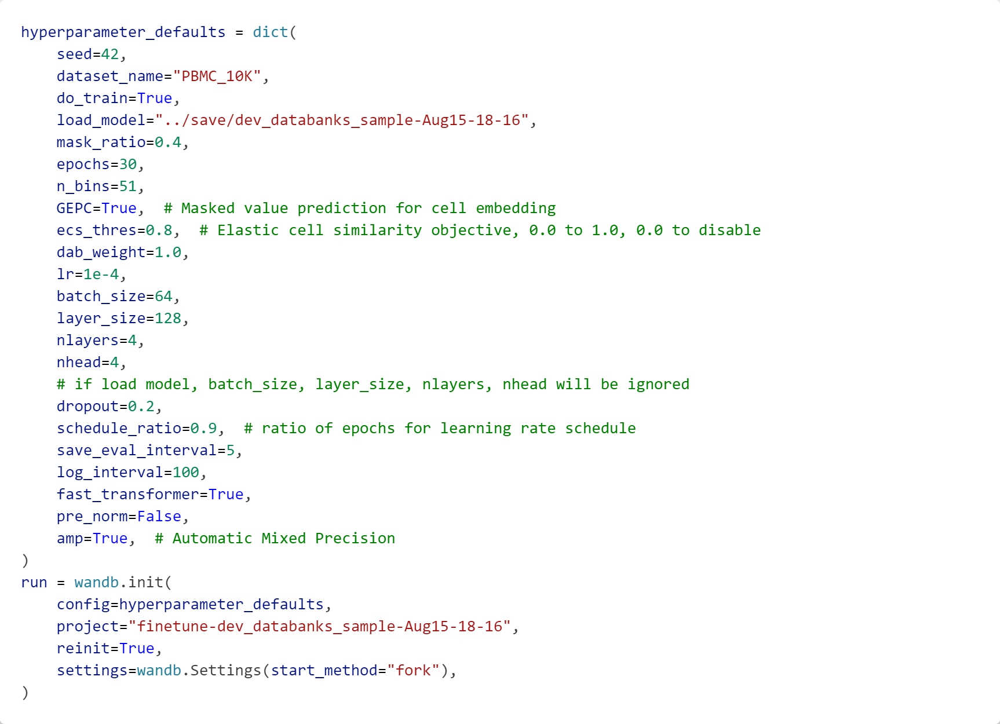 hyperparameter_defaults = dict(
    seed=42,
    dataset_name="PBMC_10K",
    do_train=True,
    load_model="../save/dev_databanks_sample-Aug15-18-16",
    mask_ratio=0.4,
    epochs=30,
    n_bins=51,
    GEPC=True,  # Masked value prediction for cell embedding
    ecs_thres=0.8,  # Elastic cell similarity objective, 0.0 to 1.0, 0.0 to disable
    dab_weight=1.0,
    lr=1e-4,
    batch_size=64,
    layer_size=128,
    nlayers=4,
    nhead=4,
    # if load model, batch_size, layer_size, nlayers, nhead will be ignored
    dropout=0.2,
    schedule_ratio=0.9,  # ratio of epochs for learning rate schedule
    save_eval_interval=5,
    log_interval=100,
    fast_transformer=True,
    pre_norm=False,
    amp=True,  # Automatic Mixed Precision
)
run = wandb.init(
    config=hyperparameter_defaults,
    project="finetune-dev_databanks_sample-Aug15-18-16",
    reinit=True,
    settings=wandb.Settings(start_method="fork"),
)